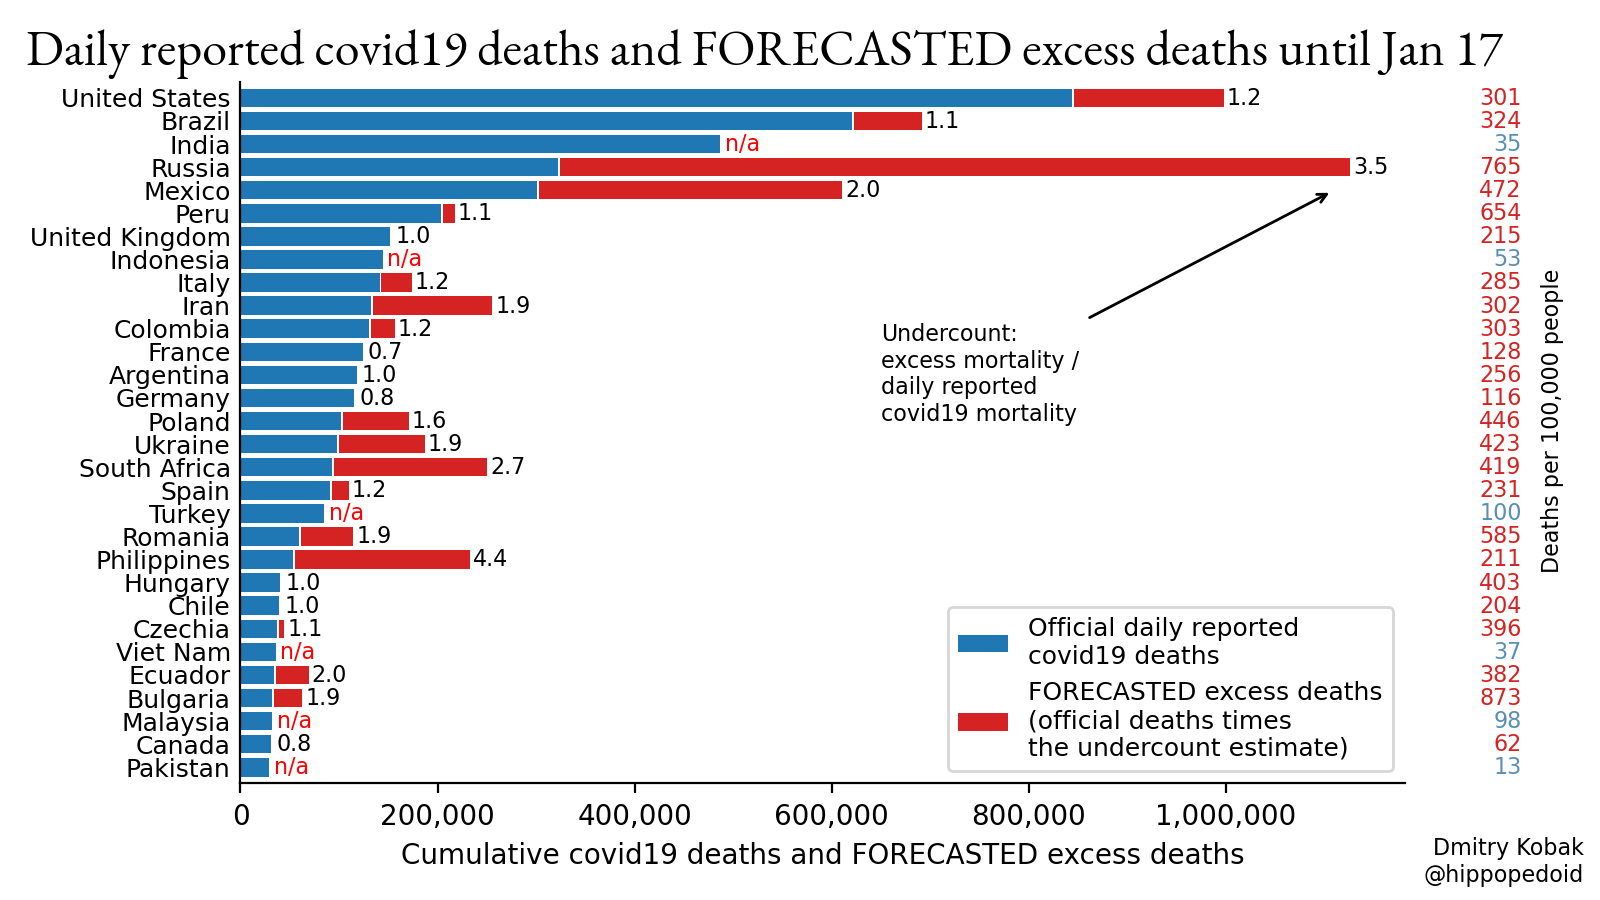 Daily reported covid19 deaths and FORECASTED excess deaths until Jan 17
United States 1.2 301
Brazil 1.1 324
India n/a 35
Russia 3.5 765
Mexico 2.0 472
Peru 1.1 654
United Kingdom 1.0 215
Indonesia n/a 53
Italy 1.2 285
Iran 1.9 302
Colombia 1.2 303
France 0.7 128
Argentina 1.0 256
Germany 0.8 116
Poland 1.6 446
Ukraine 1.9 423
South Africa 2.7 419
Spain 1.2 231
Turkey n/a 100
Romania 1.9 585
Philippines 4.4 211
Hungary 1.0 403
Chile 1.0 204
Czechia 1.1 396
Viet Nam n/a 37
Ecuador 2.0 382
Bulgaria 1.9 873
Malaysia n/a 98
Canada 0.8 62
Pakistan n/a 13
Undercount:
excess mortality /
daily reported
covid19 mortality
Deaths per 100,000 people
Official daily reported
covid19 deaths
FORECASTED excess deaths
(official deaths times
the undercount estimate)
0 200,000 400,000 600,000 800,000 1,000,000
Cumulative covid19 deaths and FORECASTED excess deaths
Dmitry Kobak
@hippopedoid